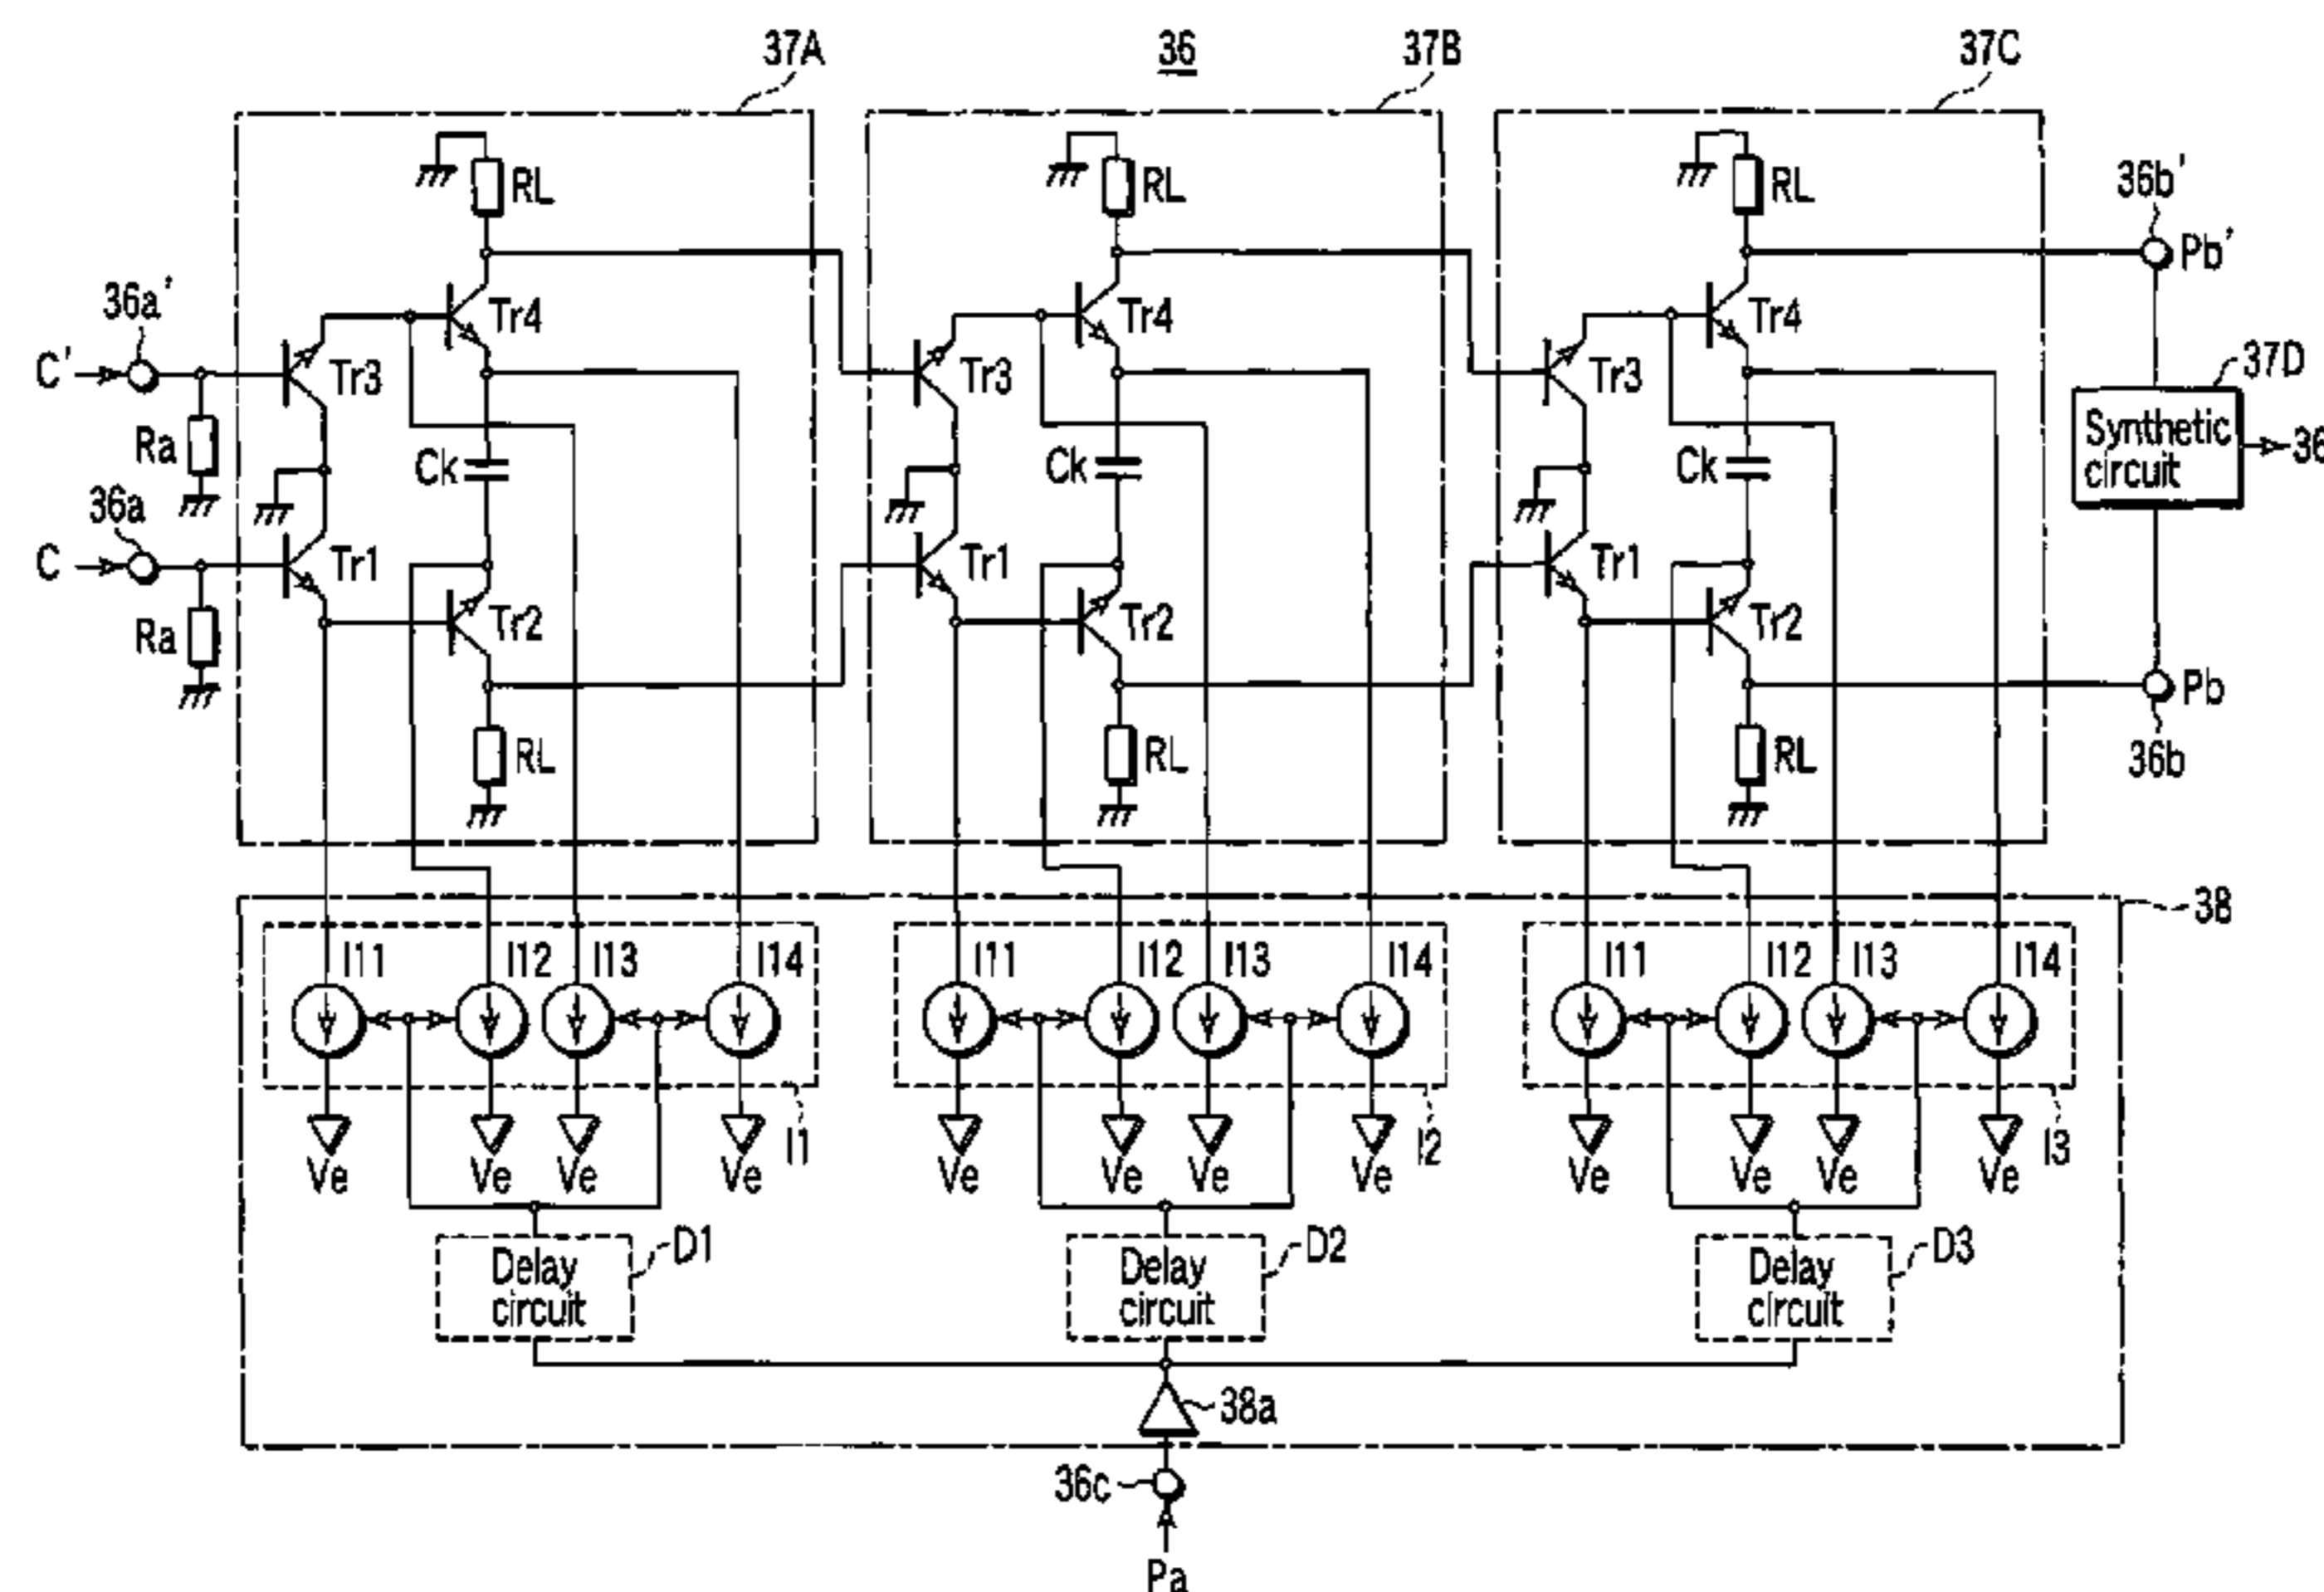 37A 36 37B 37C
RL RL RL
36b'
Pb'
36a'
Tr4 Tr4 Tr4
C' Tr3 Tr3 Tr3
37D
Ra
Synthetic
circuit
36
Ck Ck Ck
36a
C Tr1 Tr1 Tr1
Ra
Tr2 Tr2 Tr2
Pb
RL RL RL
36b
38
I11 I12 I13 I14 I11 I12 I13 I14 I11 I12 I13 I14
I1 I2 I3
Ve Ve Ve Ve Ve Ve Ve Ve Ve Ve Ve Ve
D1 D2 D3
Delay
circuit
Delay
circuit
Delay
circuit
38a
36c
Pa